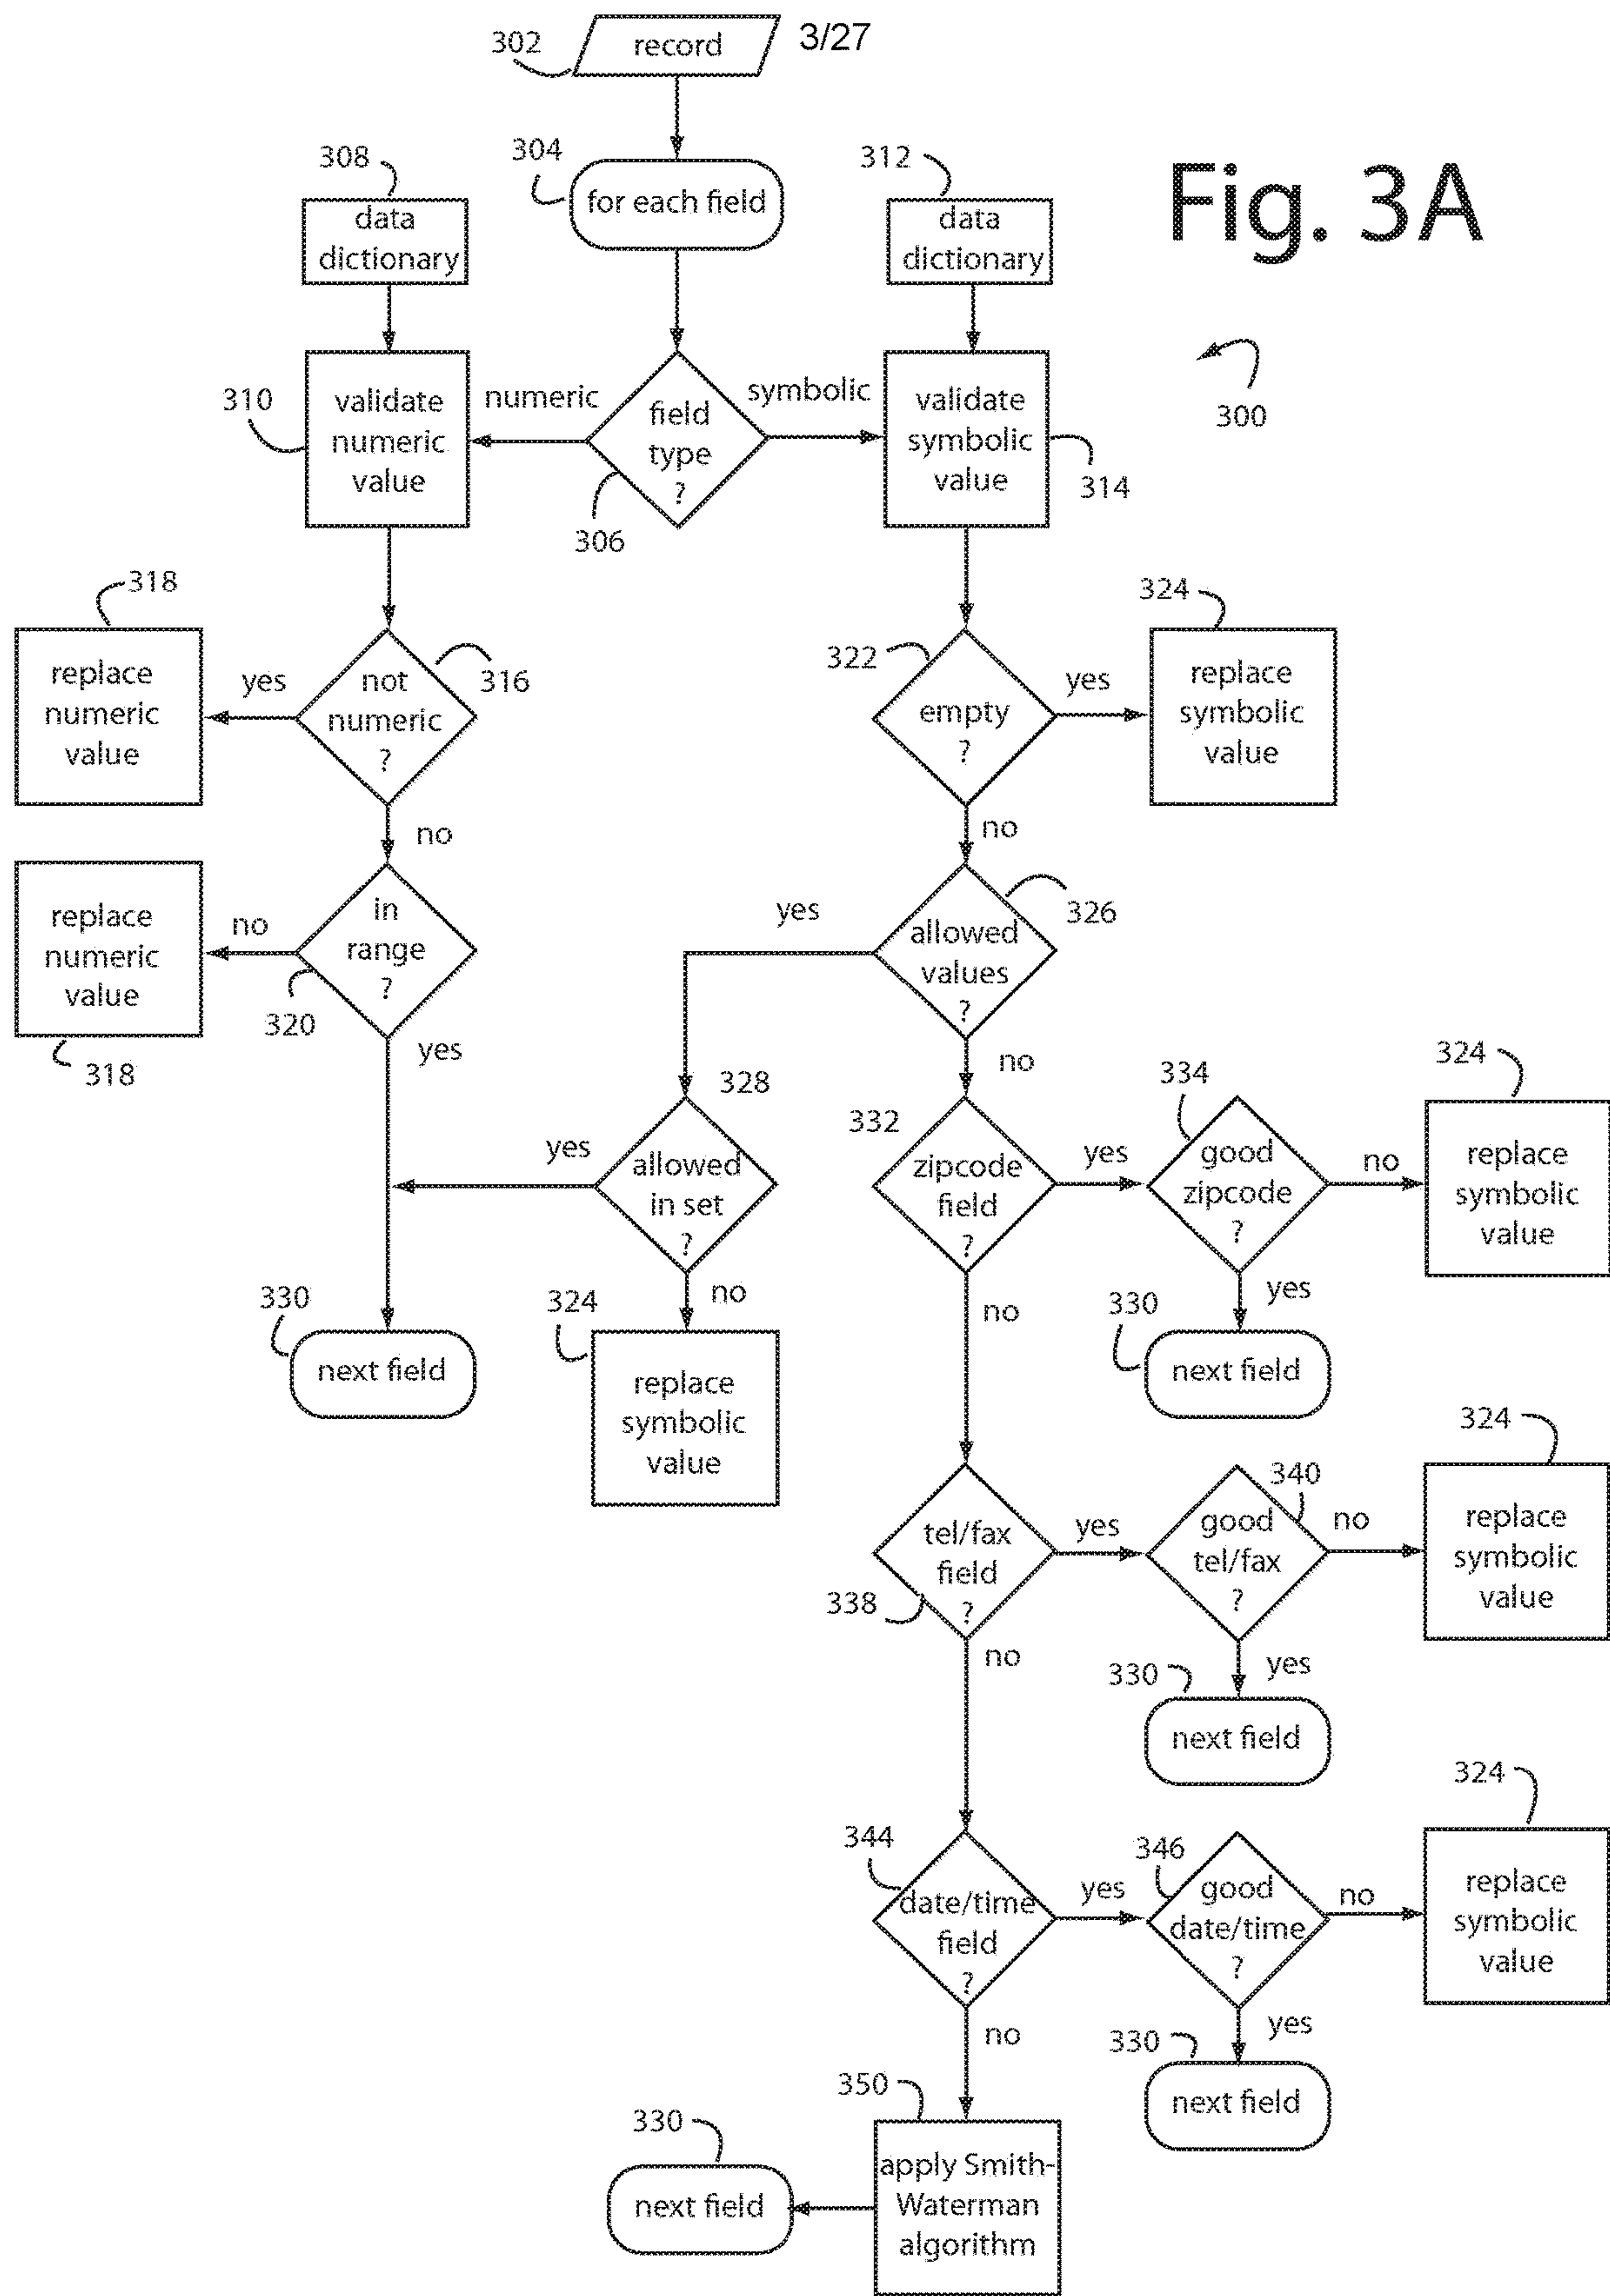 302
record
3/27
Fig. 3A
308
304
312
data
dictionary
for each field
data
dictionary
300
310
validate
numeric
value
numeric
field
type
?
306
symbolic
validate
symbolic
value
314
318
replace
numeric
value
yes
not
numeric
?
316
322
empty
?
yes
324
replace
symbolic
value
no
no
replace
numeric
value
318
no
in
range
?
320
yes
yes
allowed
values
?
326
no
328
allowed
in set
?
yes
no
332
zipcode
field
?
yes
334
good
zipcode
?
no
324
replace
symbolic
value
no
yes
330
next field
324
replace
symbolic
value
330
next field
tel/fax
field
?
338
yes
340
good
tel/fax
?
no
324
replace
symbolic
value
no
yes
330
next field
344
date/time
field
?
yes
346
good
date/time
?
no
324
replace
symbolic
value
no
yes
330
next field
350
apply Smith-
Waterman
algorithm
330
next field